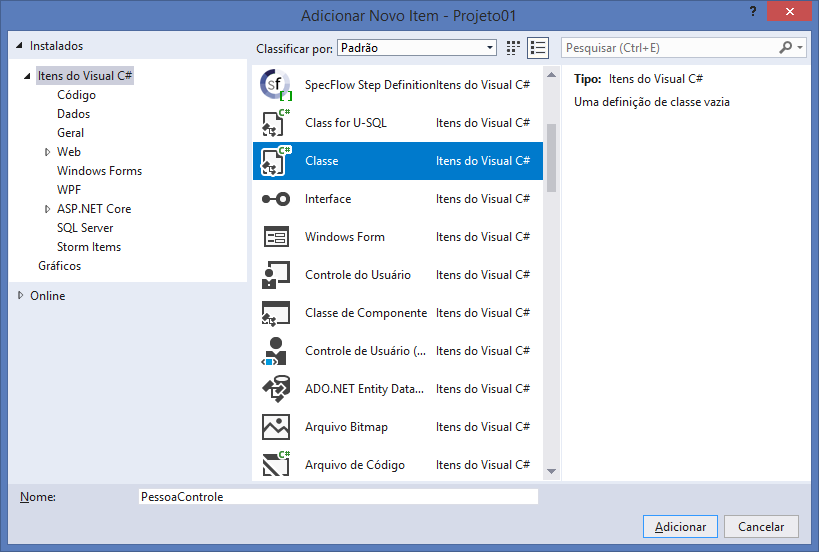 Adicionar Novo Item - Projeto01
?
Instalados
Itens do Visual C#
Código
Dados
Geral
Web
Windows Forms
WPF
ASP.NET Core
SQL Server
Storm Items
Gráficos
Online
Classificar por: Padrão
SpecFlow Step Definition Itens do Visual C#
Class for U-SQL Itens do Visual C#
Classe Itens do Visual C#
Interface Itens do Visual C#
Windows Form Itens do Visual C#
Controle do Usuário Itens do Visual C#
Classe de Componente Itens do Visual C#
Controle de Usuário (... Itens do Visual C#
ADO.NET Entity Data... Itens do Visual C#
Arquivo Bitmap Itens do Visual C#
Arquivo de Código Itens do Visual C#
sf
C#
C#
C#
Pesquisar (Ctrl+E)
Tipo: Itens do Visual C#
Uma definição de classe vazia
Nome: PessoaControle
Adicionar Cancelar